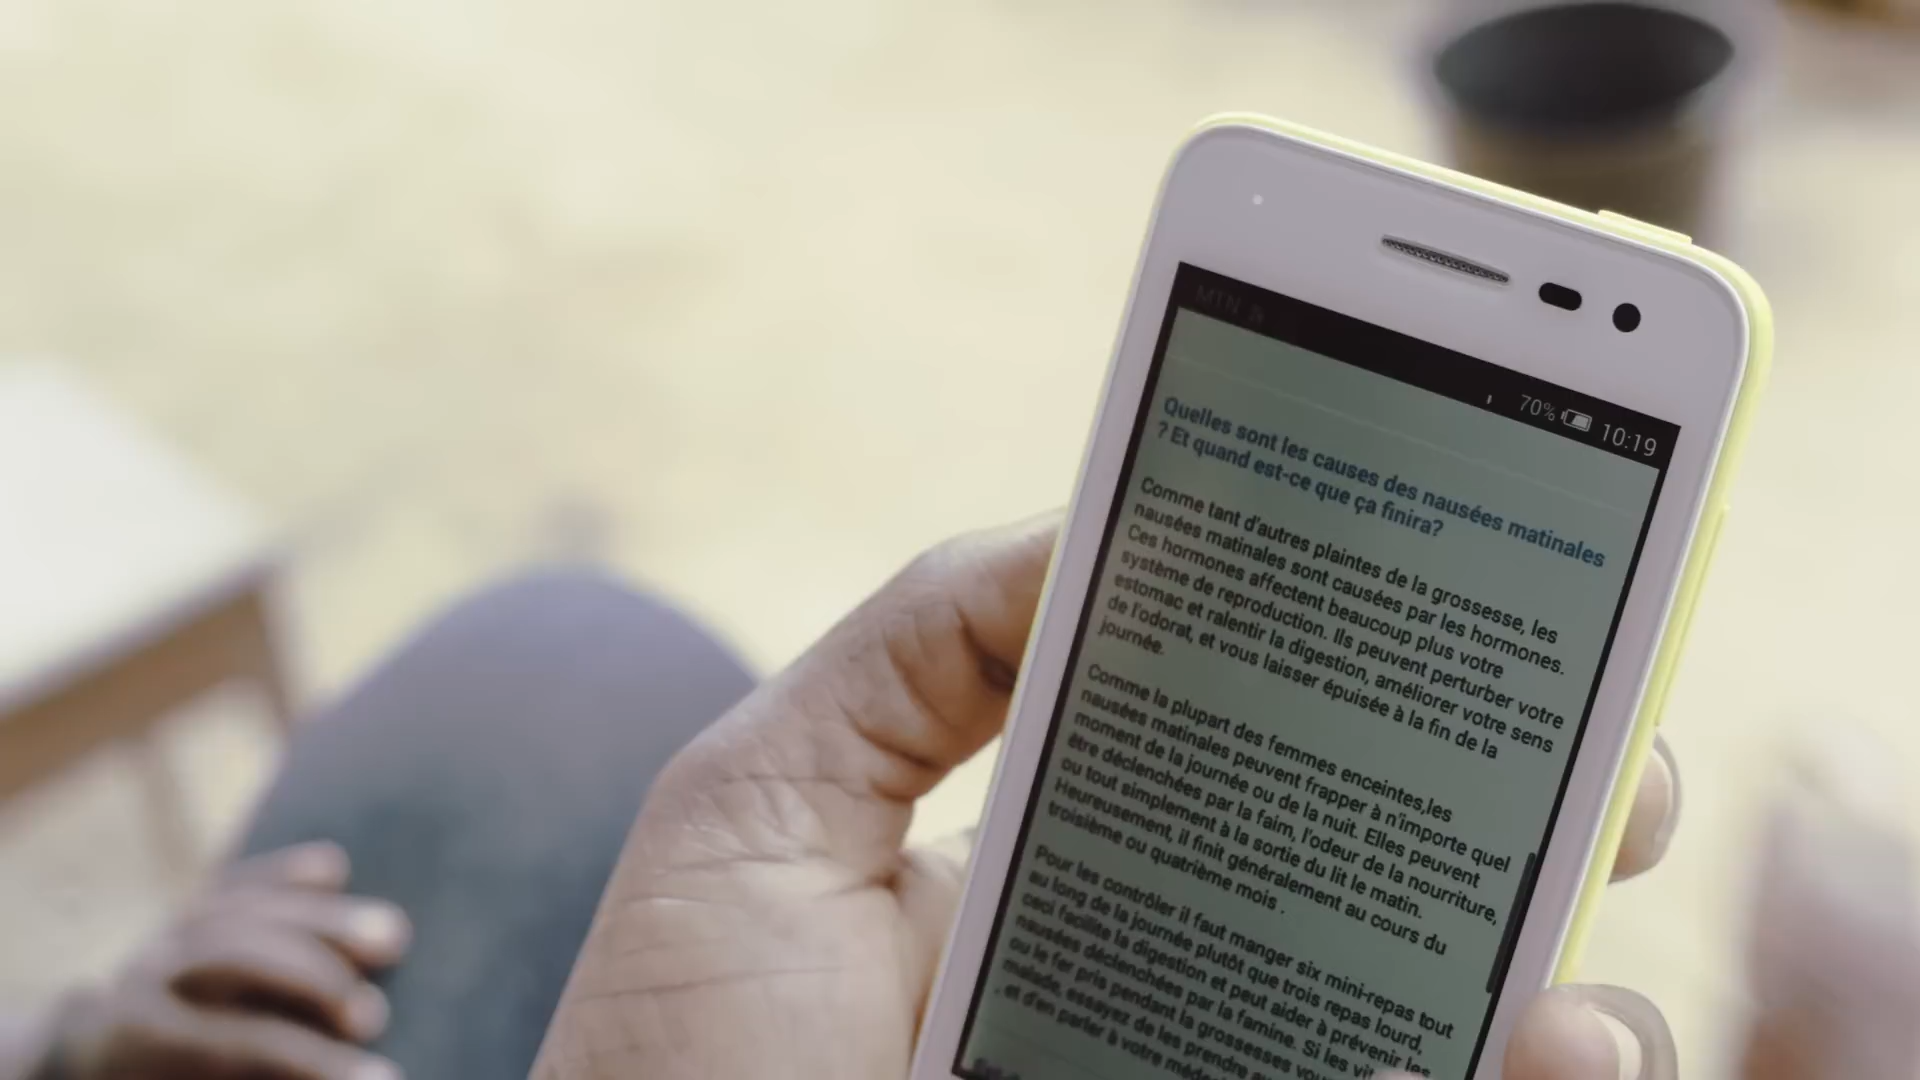 MTN
70% 10:19
Quelles sont les causes des nausées matinales
? Et quand est-ce que ça finira?
Comme tant d'autres plaintes de la grossesse, les
nausées matinales sont causées par les hormones.
Ces hormones affectent beaucoup plus votre
système de reproduction. Ils peuvent perturber votre
estomac et ralentir la digestion, améliorer votre sens
de l'odorat, et vous laisser épuisée à la fin de la
journée.
Comme la plupart des femmes enceintes,les
nausées matinales peuvent frapper à n'importe quel
moment de la journée ou de la nuit. Elles peuvent
être déclenchées par la faim, l'odeur de la nourriture,
ou tout simplement à la sortie du lit le matin.
Heureusement, il finit généralement au cours du
troisième ou quatrième mois .
Pour les contrôler il faut manger six mini-repas tout
au long de la journée plutôt que trois repas lourd,
ceci facilite la digestion et peut aider à prévenir les
nausées déclenchées par la famine. Si les vit
ou le fer pris pendant la grossesses vou
malade, essayez de les prendre au
, et d'en parler à votre méde